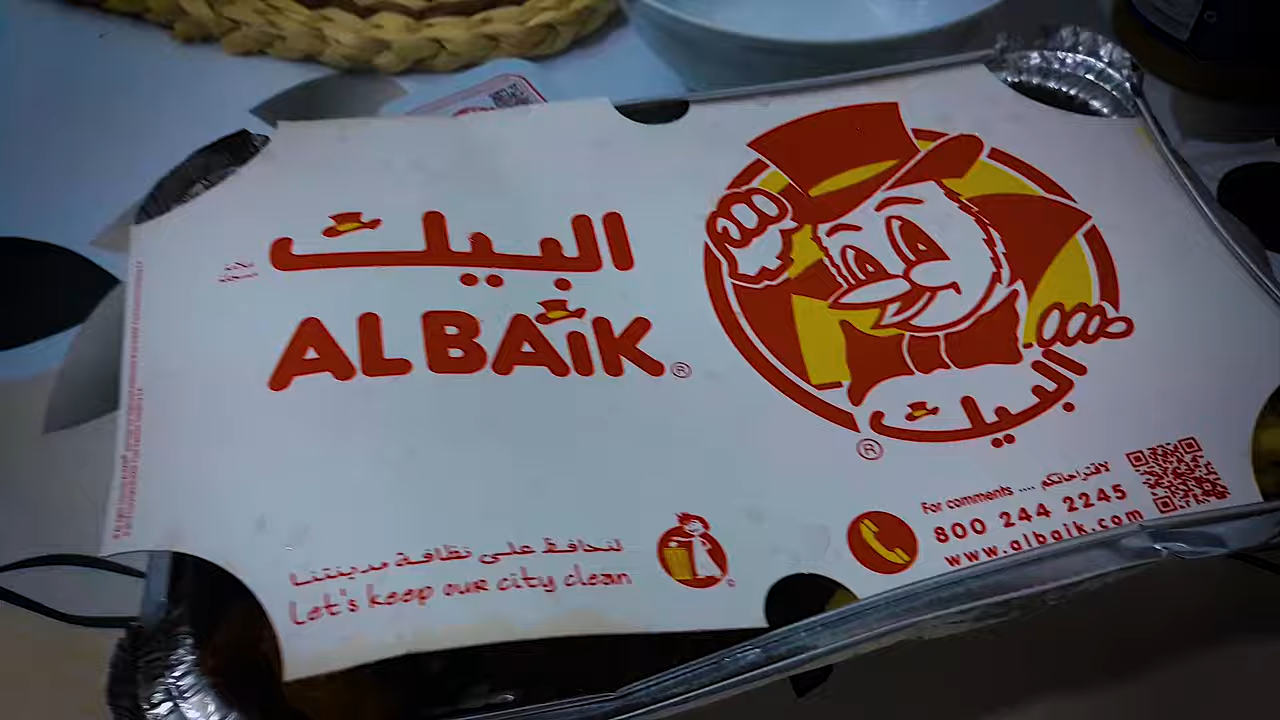 البيك
ALBAiK
®
البيك
®
For comments .... لاقتراحاتكم
800 244 2245
www.albaik.com
لنحافظ على نظافة مدينتنا
Let's keep our city clean